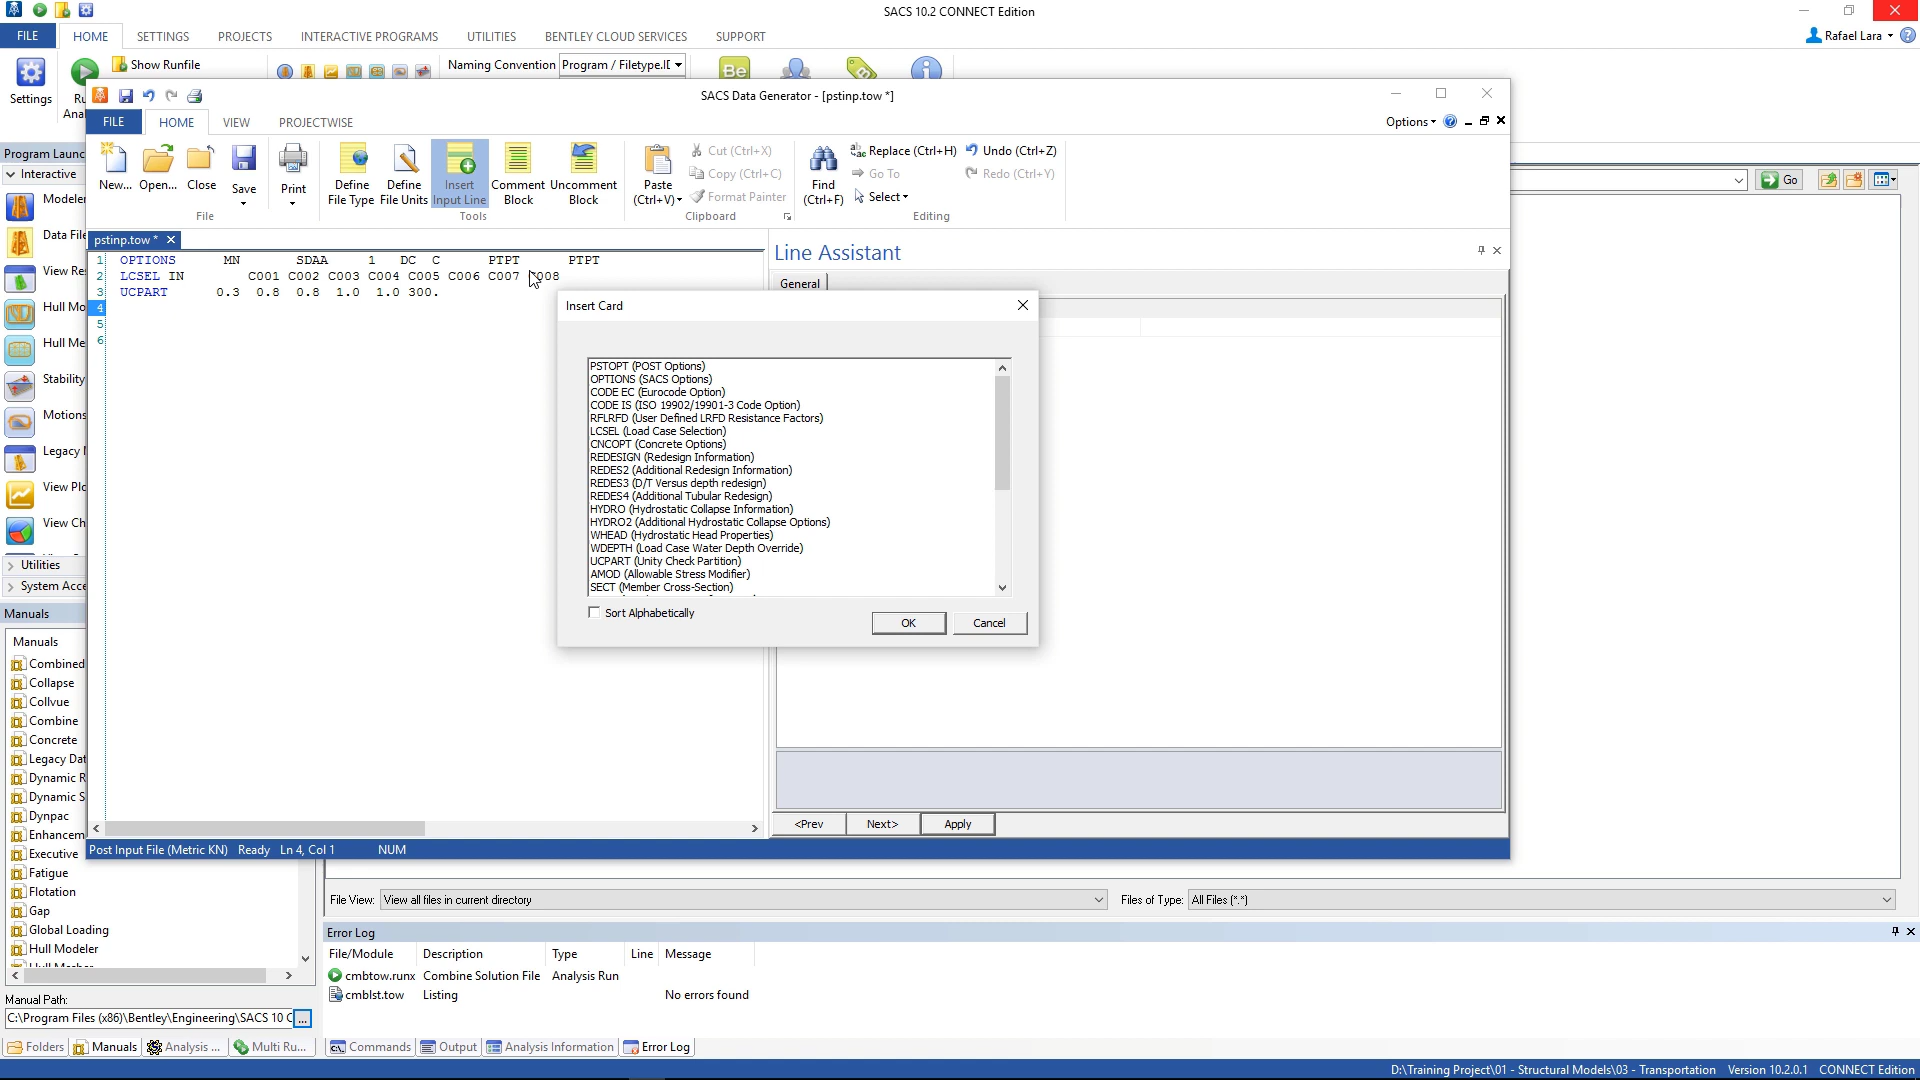 SACS 10.2 CONNECT Edition
FILE HOME SETTINGS PROJECTS INTERACTIVE PROGRAMS UTILITIES BENTLEY CLOUD SERVICES SUPPORT
Rafael Lara
Show Runfile
Naming Convention Program / Filetype.IC
Settings
SACS Data Generator - [pstinp.tow *]
FILE HOME VIEW PROJECTWISE
Options
New... Open... Close Save Print
Define File Type
Define File Units
Insert Input Line
Comment Block
Uncomment Block
Paste (Ctrl+V)
Cut (Ctrl+X)
Copy (Ctrl+C)
Format Painter
Find (Ctrl+F)
Replace (Ctrl+H)
Go To
Select
Undo (Ctrl+Z)
Redo (Ctrl+Y)
File Tools Clipboard Editing
Program Launc
Interactive
Modeler
Data File
View Re
Hull Mo
Hull Me
Stability
Motions
Legacy
View Plo
View Ch
Utilities
System Acce
Go
pstinp.tow *
1 OPTIONS MN SDAA 1 DC C PTPT PTPT
2 LCSEL IN C001 C002 C003 C004 C005 C006 C007 C008
3 UCPART 0.3 0.8 0.8 1.0 1.0 300.
4
5
6
Line Assistant
General
Insert Card
PSTOPT (POST Options)
OPTIONS (SACS Options)
CODE EC (Eurocode Option)
CODE IS (ISO 19902/19901-3 Code Option)
RFLRFD (User Defined LRFD Resistance Factors)
LCSEL (Load Case Selection)
CNCOPT (Concrete Options)
REDESIGN (Redesign Information)
REDES2 (Additional Redesign Information)
REDES3 (D/T Versus depth redesign)
REDES4 (Additional Tubular Redesign)
HYDRO (Hydrostatic Collapse Information)
HYDRO2 (Additional Hydrostatic Collapse Options)
WHEAD (Hydrostatic Head Properties)
WDEPTH (Load Case Water Depth Override)
UCPART (Unity Check Partition)
AMOD (Allowable Stress Modifier)
SECT (Member Cross-Section)
Sort Alphabetically
OK Cancel
<Prev Next> Apply
Post Input File (Metric KN) Ready Ln 4, Col 1 NUM
Manuals
Manuals
Combined
Collapse
Collvue
Combine
Concrete
Legacy Dat
Dynamic R
Dynamic S
Dynpac
Enhancem
Executive
Fatigue
Flotation
Gap
Global Loading
Hull Modeler
Manual Path:
C:\Program Files (x86)\Bentley\Engineering\SACS 10 C ...
Folders Manuals Analysis ... Multi Ru...
File View: View all files in current directory
Files of Type: All Files (*.*)
Error Log
File/Module Description Type Line Message
cmbtow.runx Combine Solution File Analysis Run
cmblst.tow Listing No errors found
Commands Output Analysis Information Error Log
D:\Training Project\01 - Structural Models\03 - Transportation Version 10.2.0.1 CONNECT Edition